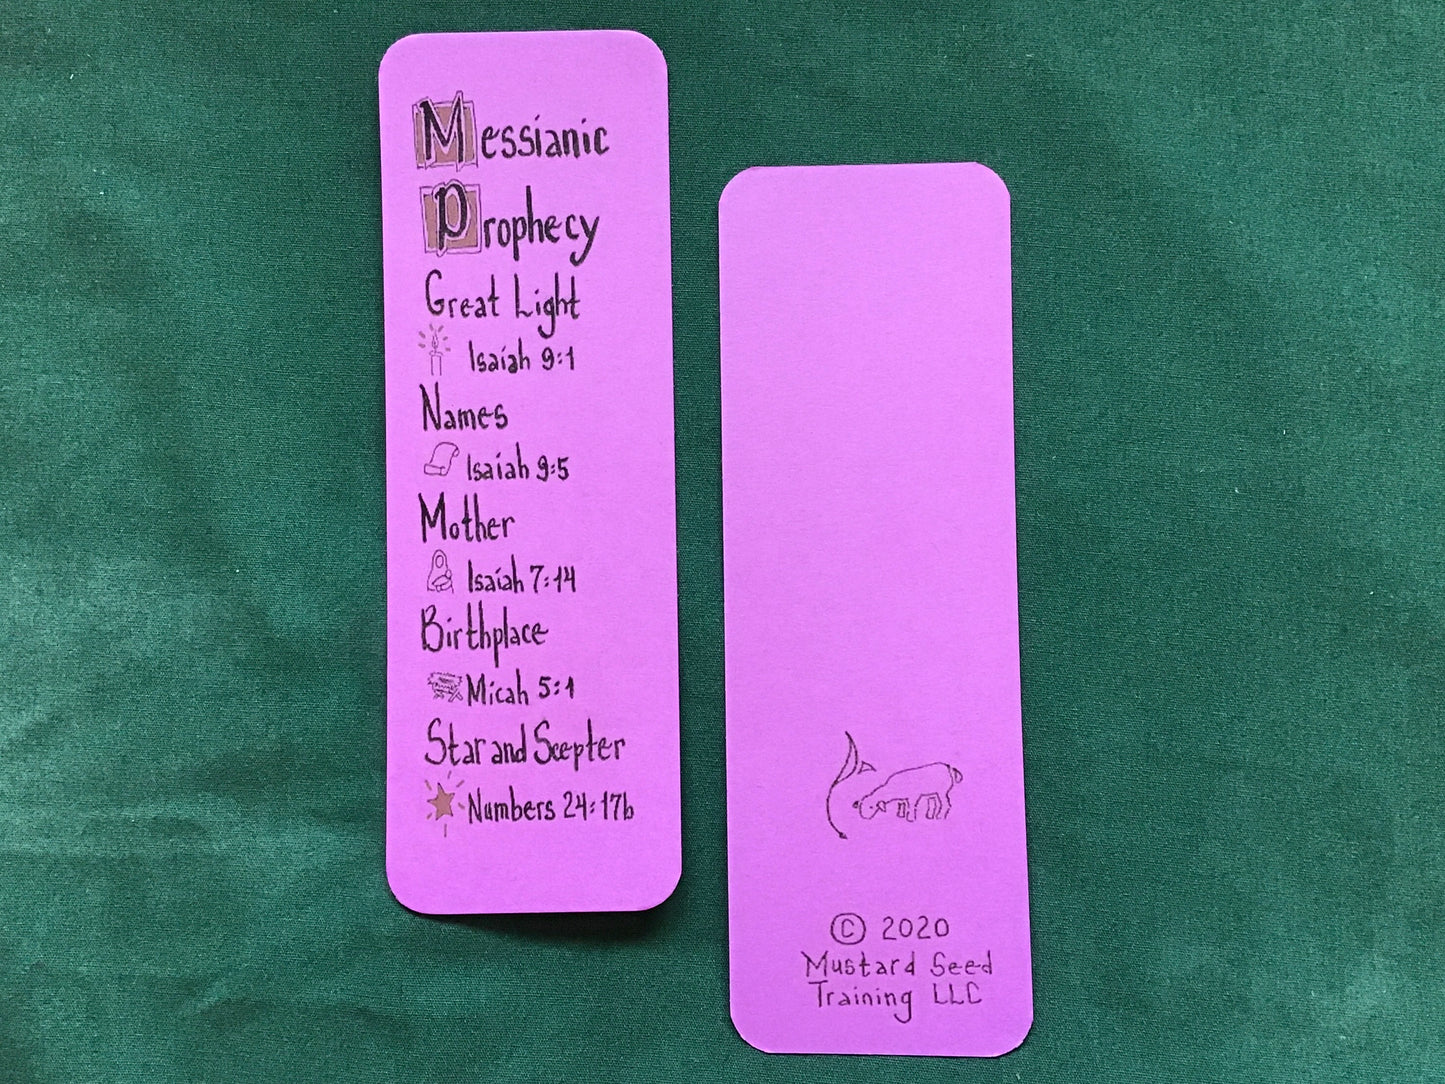 Messianic
Prophecy
Great Light
Isaiah 9:1
Names
Isaiah 9:5
Mother
Isaiah 7:14
Birthplace
Micah 5:1
Star and Scepter
Numbers 24:17b
© 2020
Mustard Seed
Training LLC